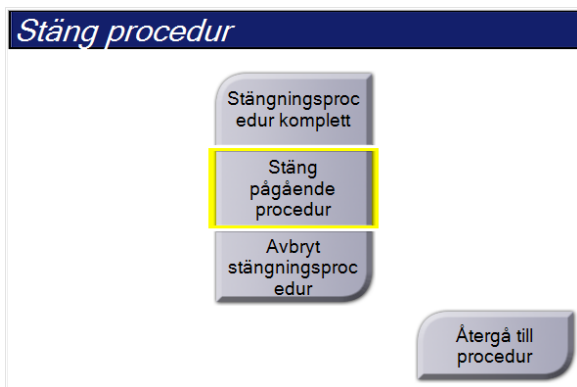 Stäng procedur
Stängningsproc
edur komplett
Stäng
pågående
procedur
Avbryt
stängningsproc
edur
Återgå till
procedur